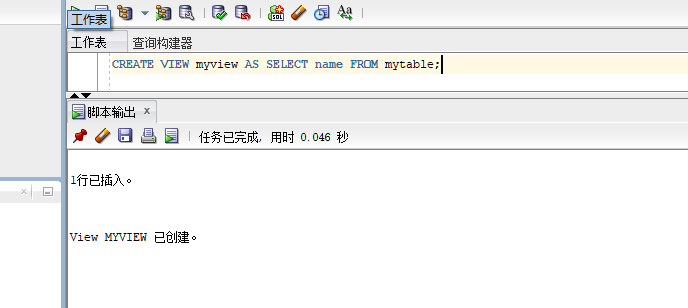 工作表
SQL
Aa
工作表 查询构建器
CREATE VIEW myview AS SELECT name FROM mytable;
脚本输出 ×
任务已完成, 用时 0.046 秒
1行已插入。
View MYVIEW 已创建。